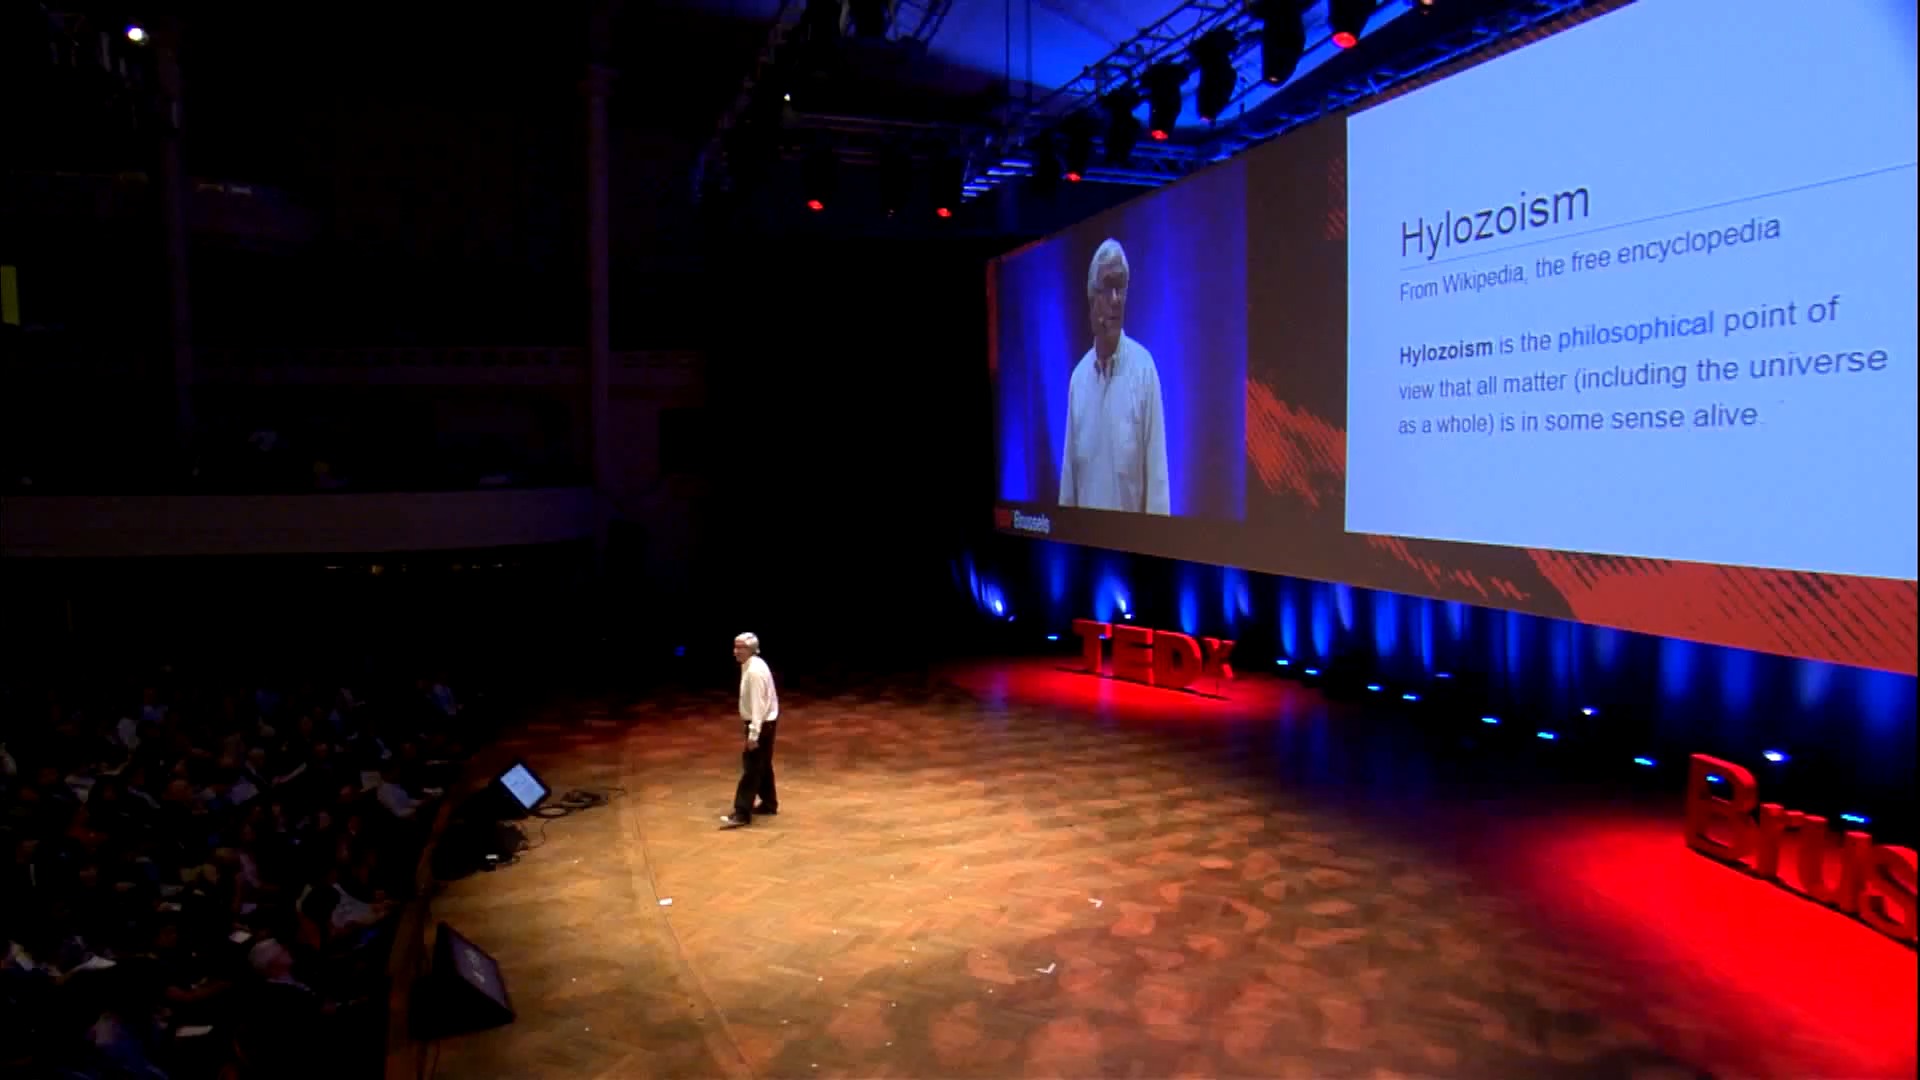 Hylozoism
From Wikipedia, the free encyclopedia
Hylozoism is the philosophical point of
view that all matter (including the universe
as a whole) is in some sense alive.
Brussels
TEDx
Brus